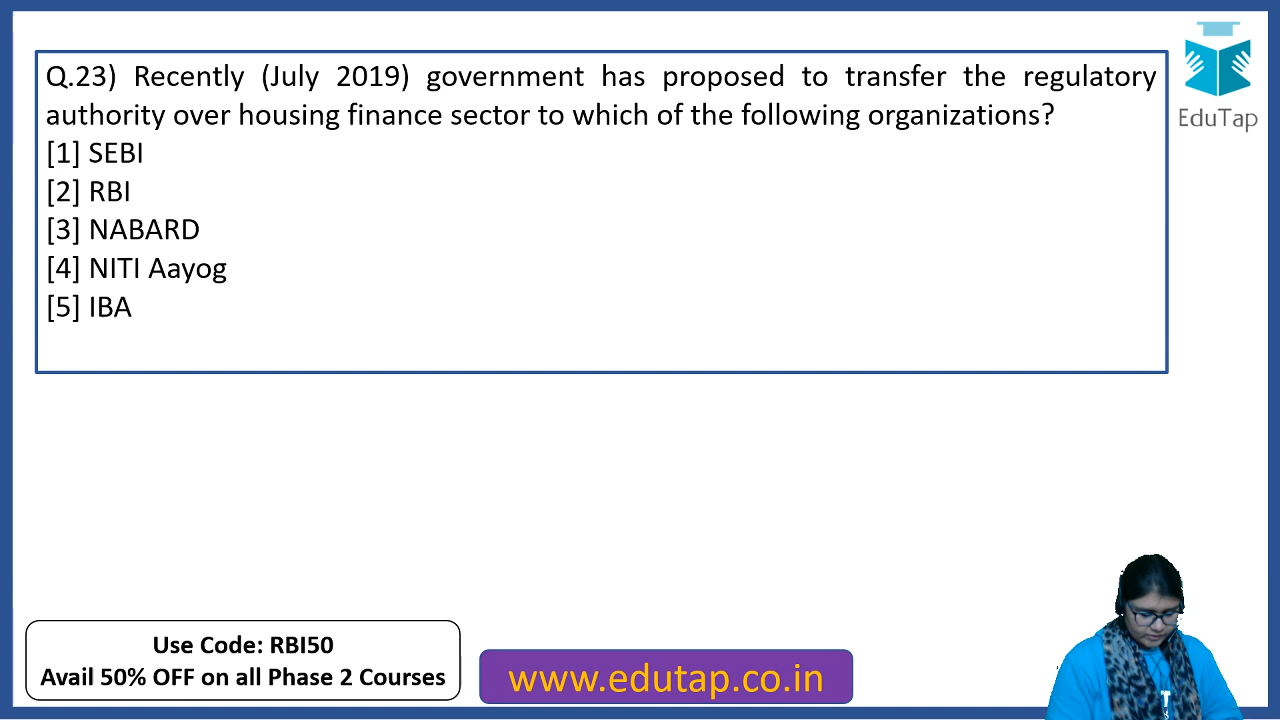 Q.23) Recently (July 2019) government has proposed to transfer the regulatory
authority over housing finance sector to which of the following organizations?
[1] SEBI
[2] RBI
[3] NABARD
[4] NITI Aayog
[5] IBA
EduTap
Use Code: RBI50
Avail 50% OFF on all Phase 2 Courses
www.edutap.co.in